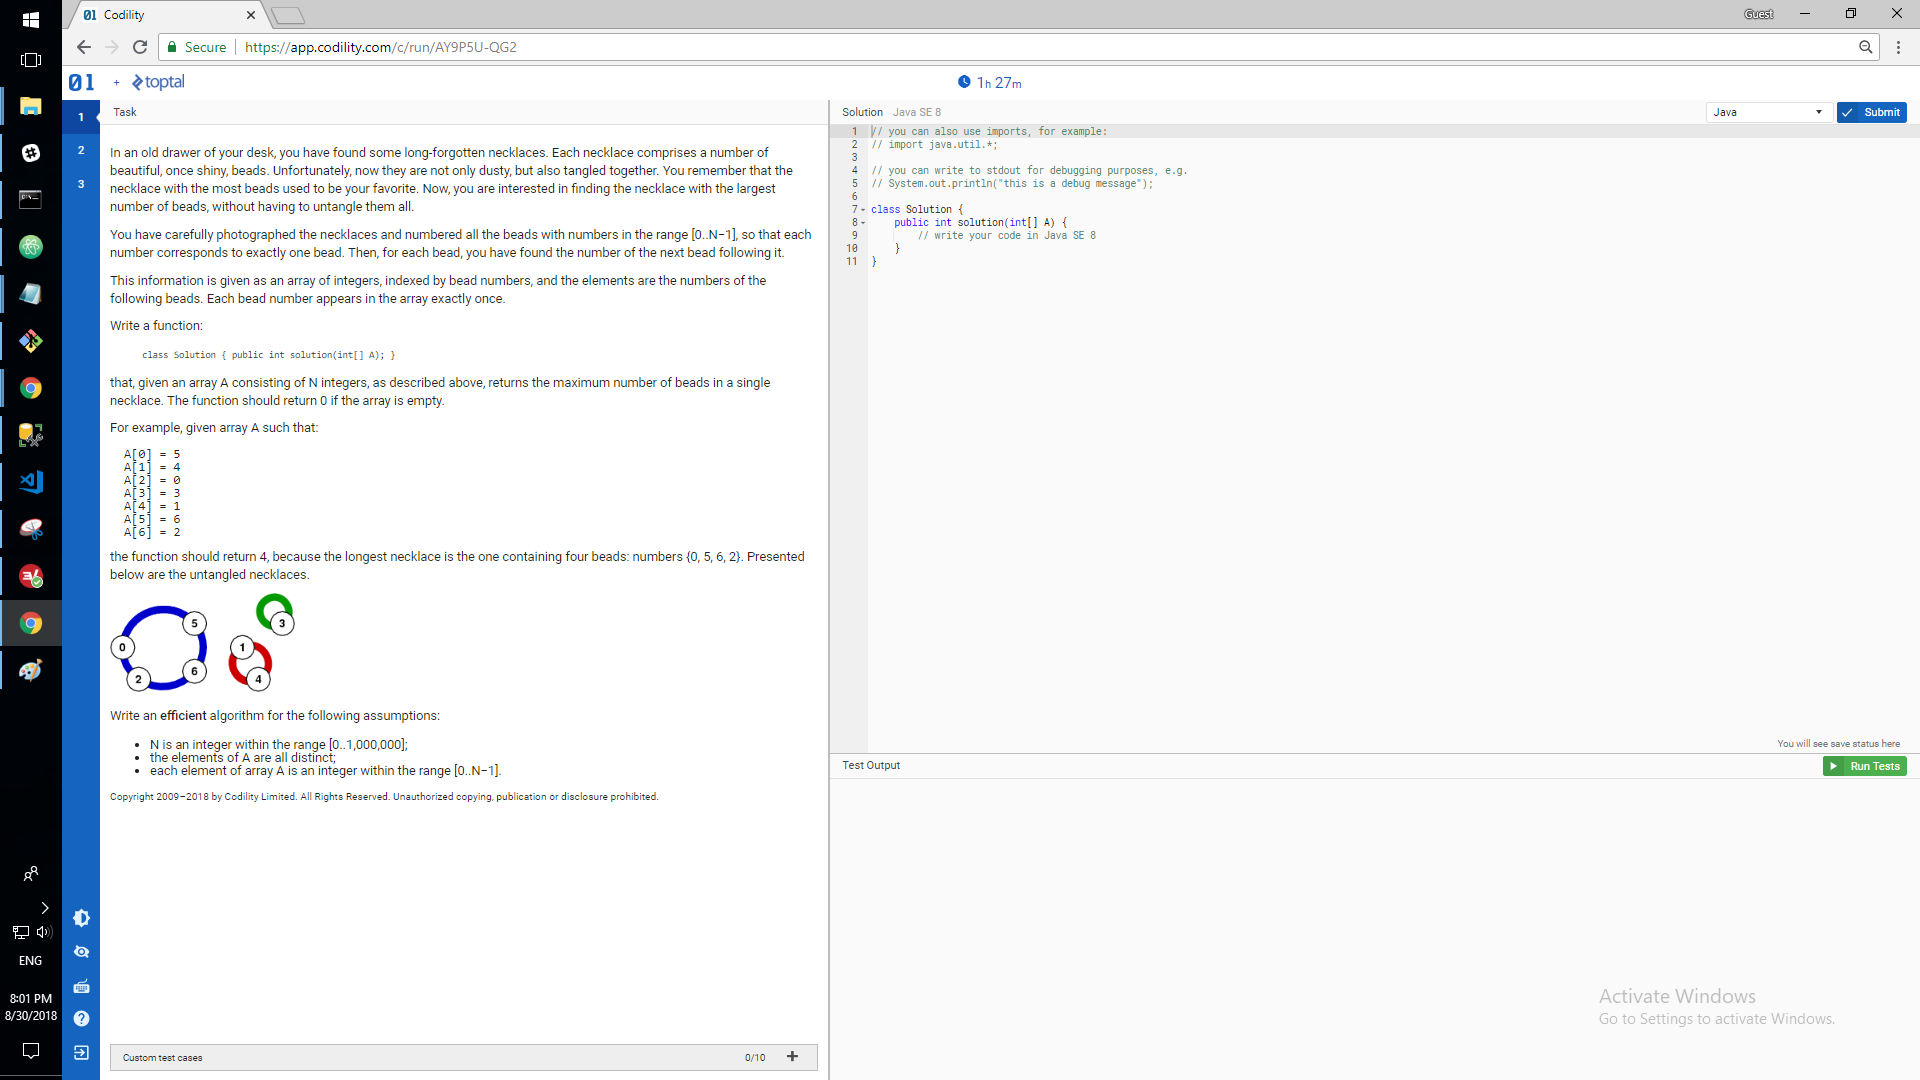 Codility
Guest
Secure
https://app.codility.com/c/run/AY9P5U-QG2
01 + toptal
1h 27m
1
2
3
Task
In an old drawer of your desk, you have found some long-forgotten necklaces. Each necklace comprises a number of
beautiful, once shiny, beads. Unfortunately, now they are not only dusty, but also tangled together. You remember that the
necklace with the most beads used to be your favorite. Now, you are interested in finding the necklace with the largest
number of beads, without having to untangle them all.
You have carefully photographed the necklaces and numbered all the beads with numbers in the range [0..N−1], so that each
number corresponds to exactly one bead. Then, for each bead, you have found the number of the next bead following it.
This information is given as an array of integers, indexed by bead numbers, and the elements are the numbers of the
following beads. Each bead number appears in the array exactly once.
Write a function:
class Solution { public int solution(int[] A); }
that, given an array A consisting of N integers, as described above, returns the maximum number of beads in a single
necklace. The function should return 0 if the array is empty.
For example, given array A such that:
A[0] = 5
A[1] = 4
A[2] = 0
A[3] = 3
A[4] = 1
A[5] = 6
A[6] = 2
the function should return 4, because the longest necklace is the one containing four beads: numbers {0, 5, 6, 2}. Presented
below are the untangled necklaces.
5
3
0
1
6
2
4
Write an efficient algorithm for the following assumptions:
• N is an integer within the range [0..1,000,000];
• the elements of A are all distinct;
• each element of array A is an integer within the range [0..N−1].
Copyright 2009–2018 by Codility Limited. All Rights Reserved. Unauthorized copying, publication or disclosure prohibited.
Custom test cases
0/10 +
Solution Java SE 8
Java
Submit
1 // you can also use imports, for example:
2 // import java.util.*;
3
4 // you can write to stdout for debugging purposes, e.g.
5 // System.out.println("this is a debug message");
6
7 class Solution {
8 public int solution(int[] A) {
9 // write your code in Java SE 8
10 }
11 }
You will see save status here
Test Output
Run Tests
Activate Windows
Go to Settings to activate Windows.
ENG
8:01 PM
8/30/2018